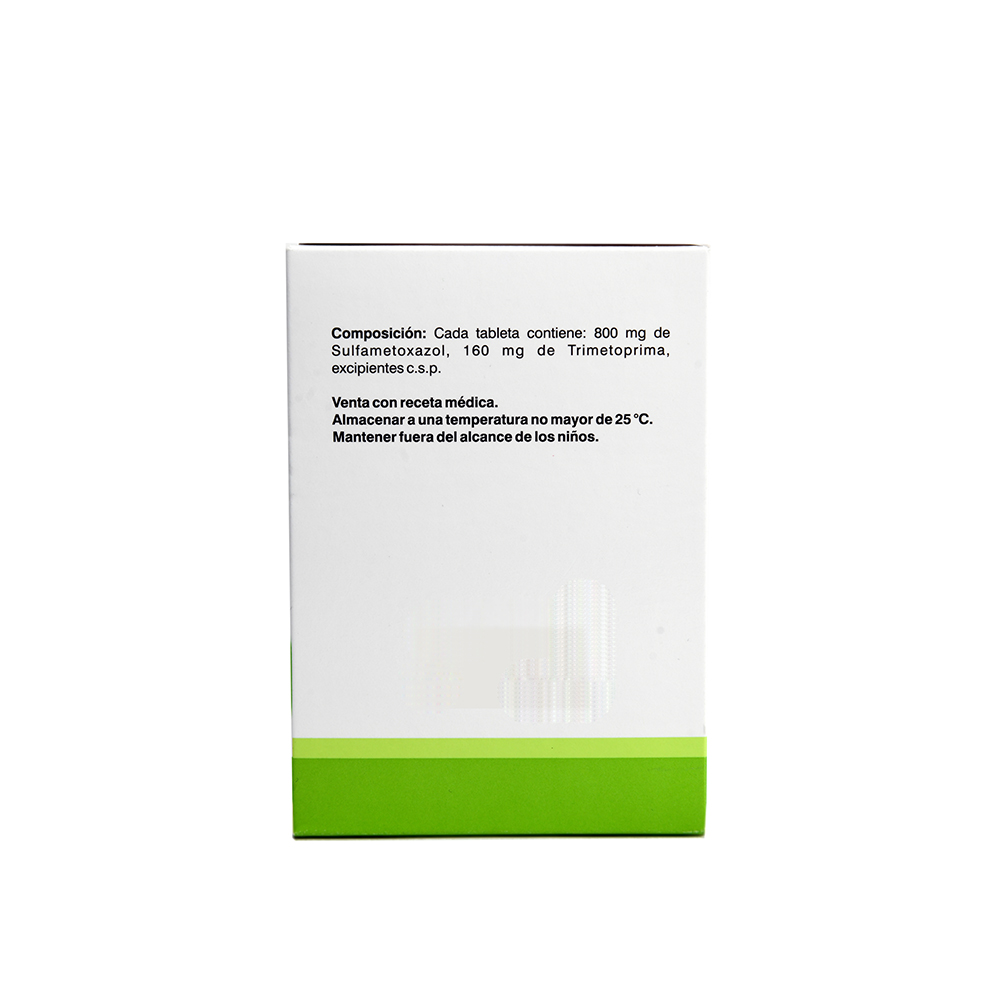 Composición: Cada tableta contiene: 800 mg de
Sulfametoxazol, 160 mg de Trimetoprima,
excipientes c.s.p.
Venta con receta médica.
Almacenar a una temperatura no mayor de 25 °C.
Mantener fuera del alcance de los niños.